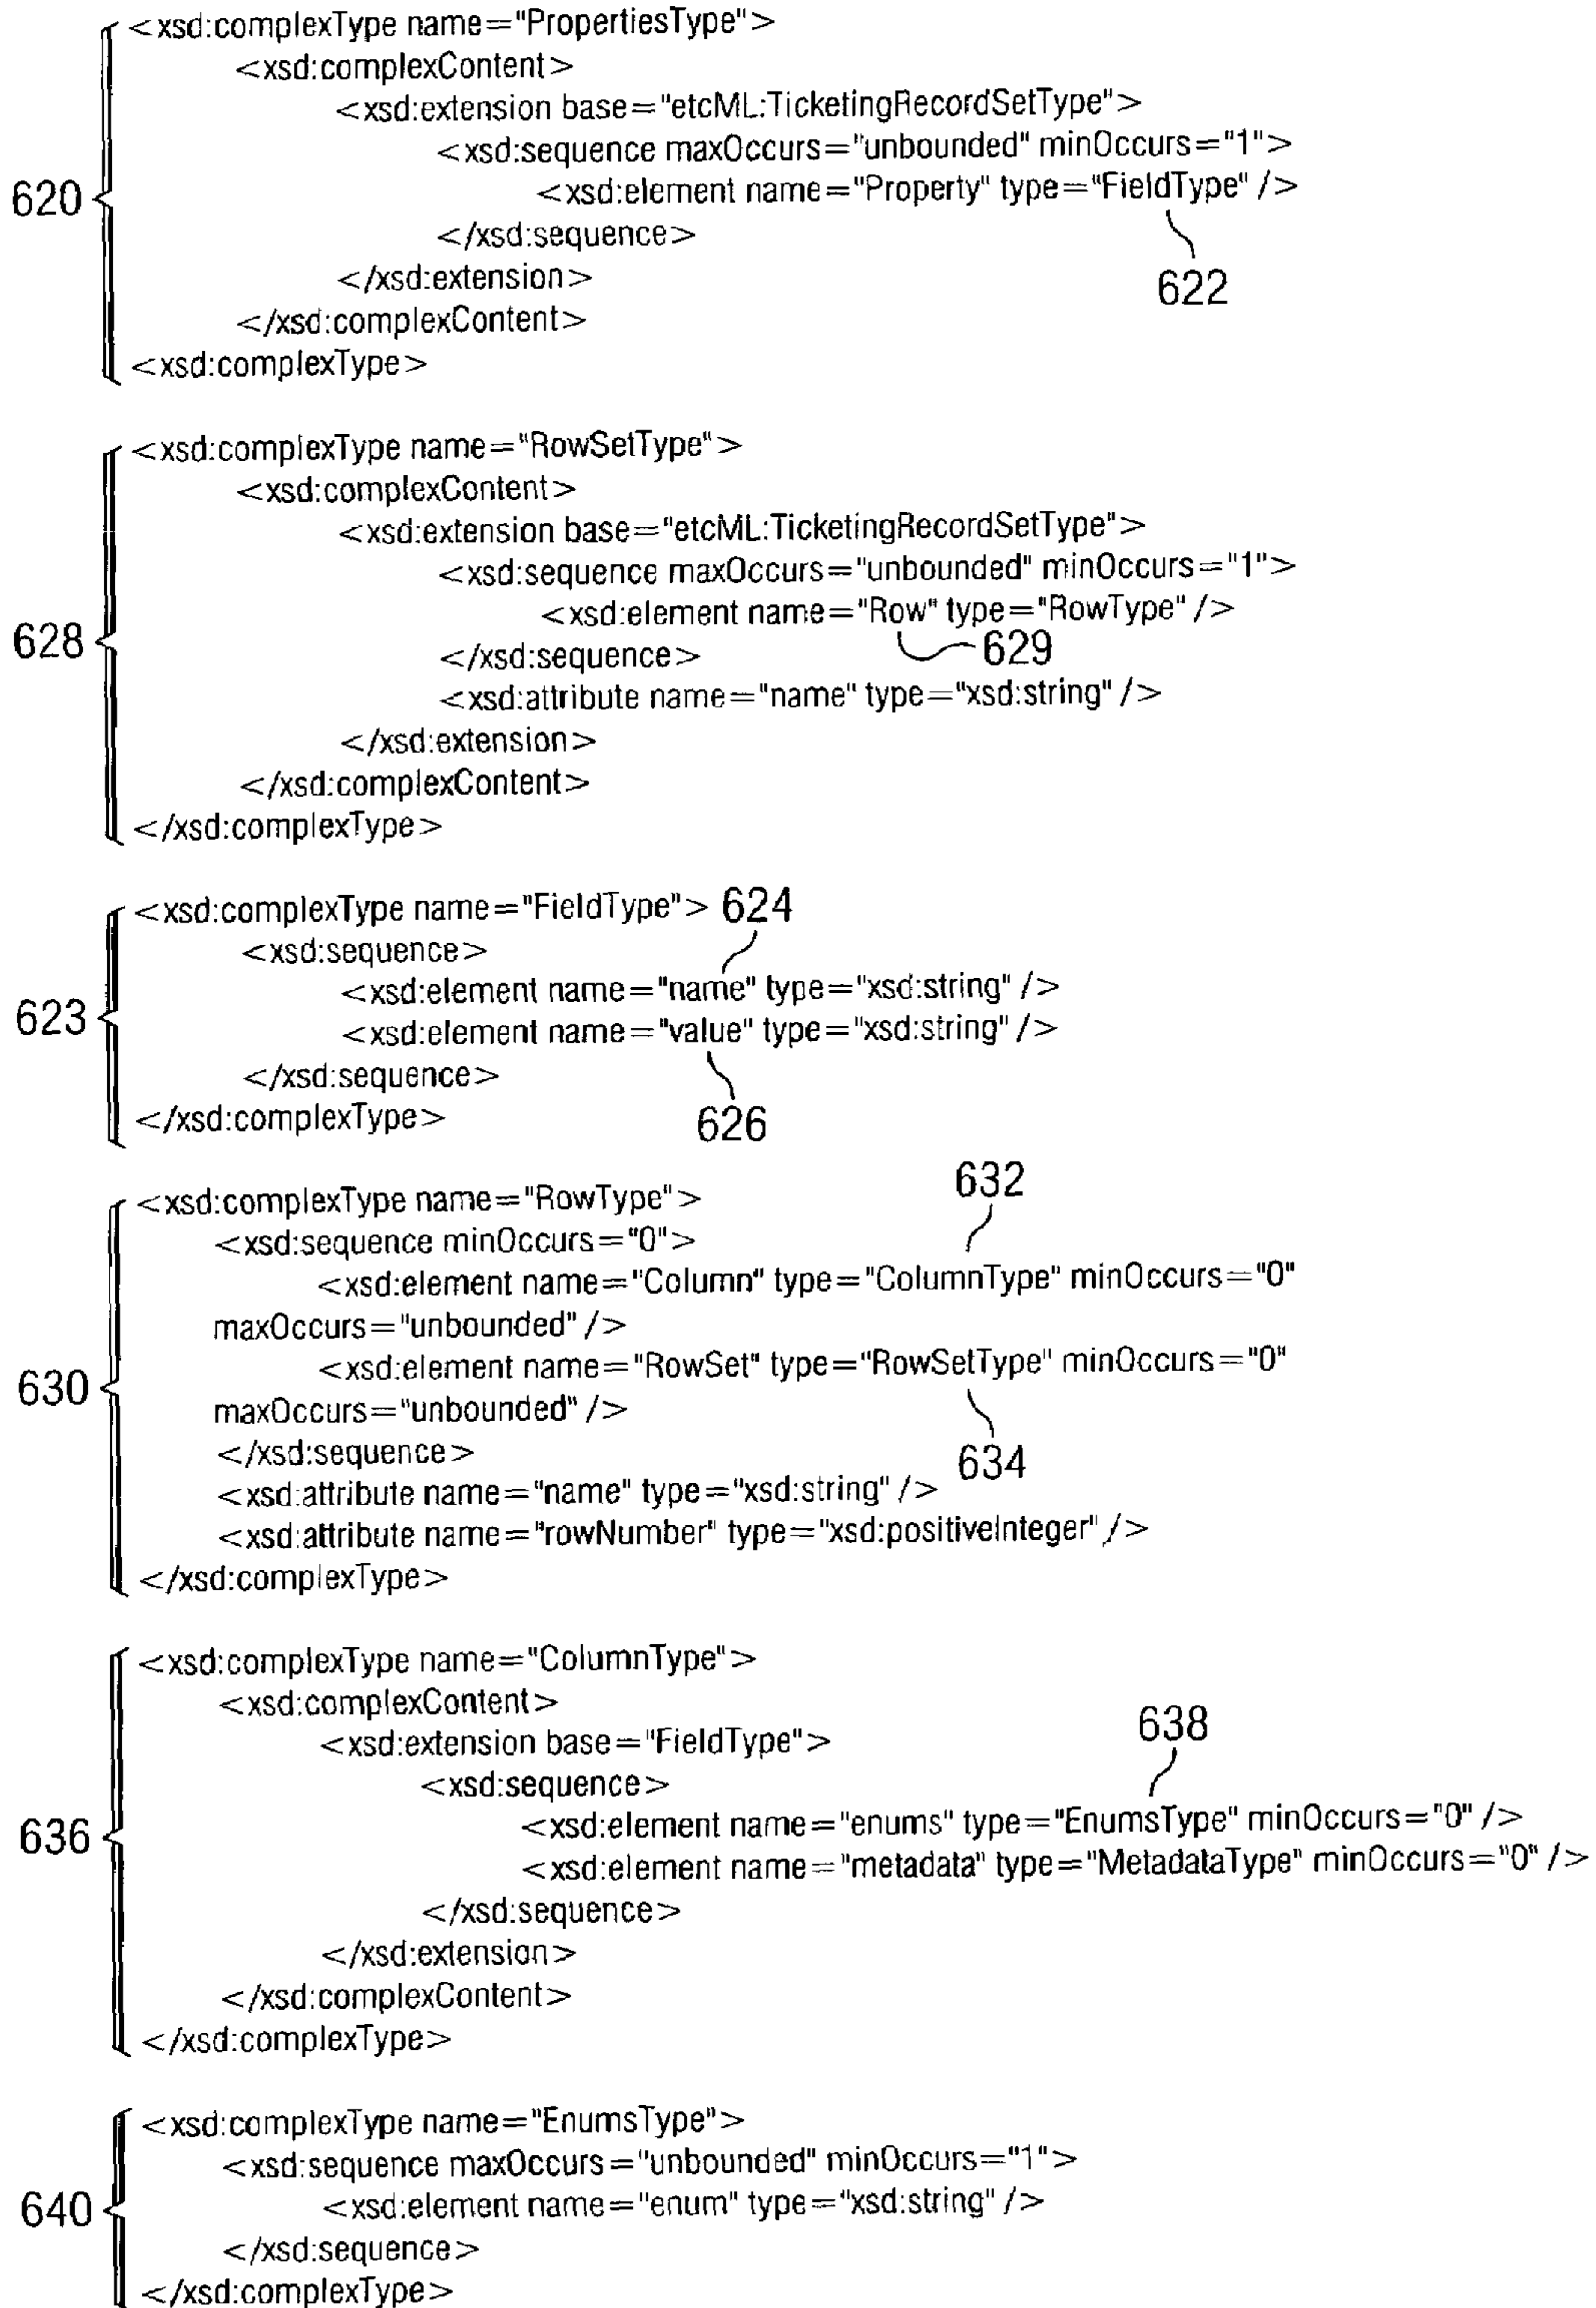 <xsd:complexType name="PropertiesType">
<xsd:complexContent>
<xsd:extension base="etcML:TicketingRecordSetType">
<xsd:sequence maxOccurs="unbounded" minOccurs="1">
620
<xsd:element name="Property" type="FieldType" />
</xsd:sequence>
</xsd:extension>
622
</xsd:complexContent>
<xsd:complexType>
<xsd:complexType name="RowSetType">
<xsd:complexContent>
<xsd:extension base="etcML:TicketingRecordSetType">
<xsd:sequence maxOccurs="unbounded" minOccurs="1">
<xsd:element name="Row" type="RowType" />
628
629
</xsd:sequence>
<xsd:attribute name="name" type="xsd:string" />
</xsd:extension>
</xsd:complexContent>
</xsd:complexType>
<xsd:complexType name="FieldType"> 624
<xsd:sequence>
<xsd:element name="name" type="xsd:string" />
623
<xsd:element name="value" type="xsd:string" />
</xsd:sequence>
</xsd:complexType>
626
632
<xsd:complexType name="RowType">
<xsd:sequence minOccurs="0">
<xsd:element name="Column" type="ColumnType" minOccurs="0"
maxOccurs="unbounded" />
<xsd:element name="RowSet" type="RowSetType" minOccurs="0"
630
maxOccurs="unbounded" />
</xsd:sequence>
634
<xsd:attribute name="name" type="xsd:string" />
<xsd:attribute name="rowNumber" type="xsd:positiveInteger" />
</xsd:complexType>
<xsd:complexType name="ColumnType">
<xsd:complexContent>
638
<xsd:extension base="FieldType">
<xsd:sequence>
<xsd:element name="enums" type="EnumsType" minOccurs="0" />
636
<xsd:element name="metadata" type="MetadataType" minOccurs="0" />
</xsd:sequence>
</xsd:extension>
</xsd:complexContent>
</xsd:complexType>
<xsd:complexType name="EnumsType">
<xsd:sequence maxOccurs="unbounded" minOccurs="1">
640
<xsd:element name="enum" type="xsd:string" />
</xsd:sequence>
</xsd:complexType>